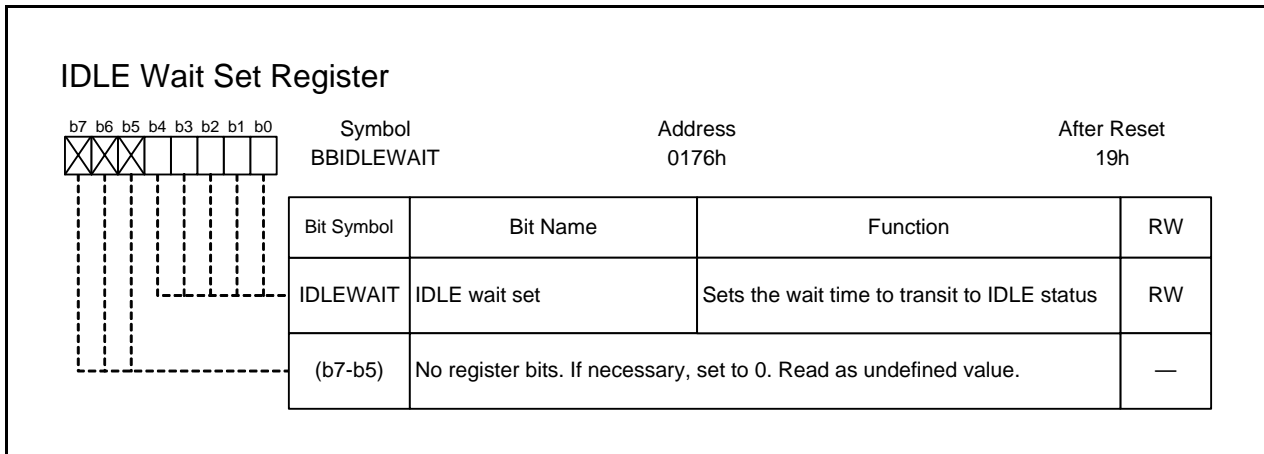 IDLE Wait Set Register
b7 b6 b5 b4 b3 b2 b1 b0
Symbol Address After Reset
BBIDLEWAIT 0176h 19h
Bit Symbol Bit Name Function RW
IDLEWAIT IDLE wait set Sets the wait time to transit to IDLE status RW
(b7-b5) No register bits. If necessary, set to 0. Read as undefined value. —